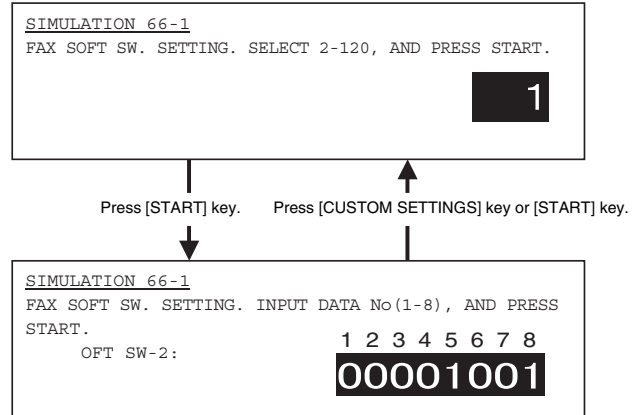 SIMULATION 66-1
FAX SOFT SW. SETTING. SELECT 2-120, AND PRESS START.
1
Press [START] key. Press [CUSTOM SETTINGS] key or [START] key.
SIMULATION 66-1
FAX SOFT SW. SETTING. INPUT DATA No(1-8), AND PRESS
START.
1 2 3 4 5 6 7 8
OFT SW-2:
00001001